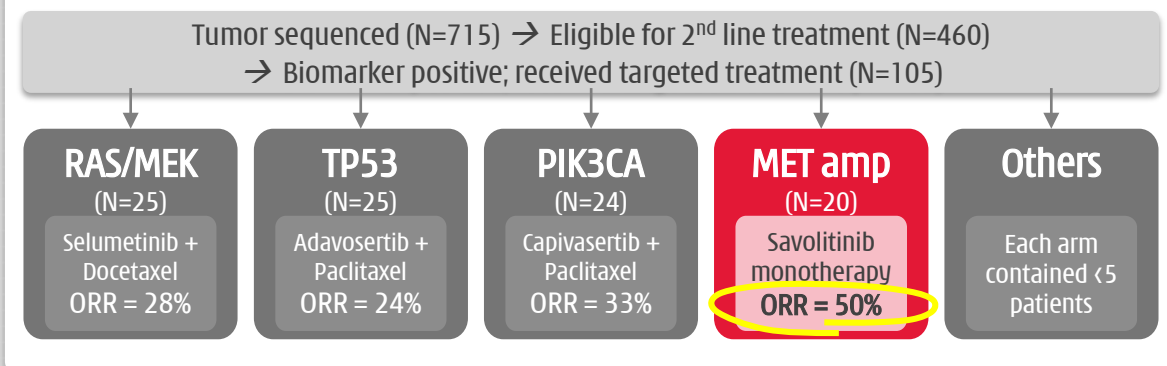 Tumor sequenced (N=715) → Eligible for 2nd line treatment (N=460)
→ Biomarker positive; received targeted treatment (N=105)
RAS/MEK
(N=25)
Selumetinib +
Docetaxel
ORR = 28%
TP53
(N=25)
Adavosertib +
Paclitaxel
ORR = 24%
PIK3CA
(N=24)
Capivasertib +
Paclitaxel
ORR = 33%
MET amp
(N=20)
Savolitinib
monotherapy
ORR = 50%
Others
Each arm
contained <5
patients